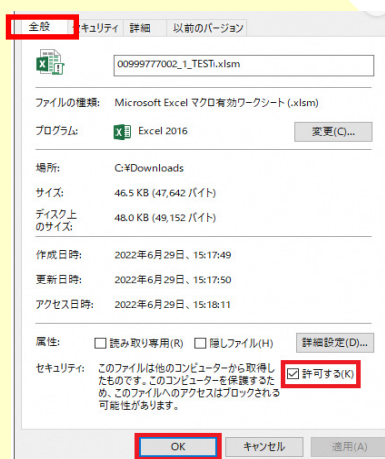 全般 セキュリティ 詳細 以前のバージョン
00999777002_1_TESTi.xlsm
ファイルの種類: Microsoft Excel マクロ有効ワークシート (.xlsm)
プログラム: Excel 2016 変更(C)...
場所: C:¥Downloads
サイズ: 46.5 KB (47,642 バイト)
ディスク上
のサイズ: 48.0 KB (49,152 バイト)
作成日時: 2022年6月29日、15:17:49
更新日時: 2022年6月29日、15:17:50
アクセス日時: 2022年6月29日、15:18:11
属性: 読み取り専用(R) 隠しファイル(H) 詳細設定(D)...
セキュリティ: このファイルは他のコンピューターから取得し
たものです。このコンピューターを保護するた
め、このファイルへのアクセスはブロックされる
可能性があります。
許可する(K)
OK キャンセル 適用(A)